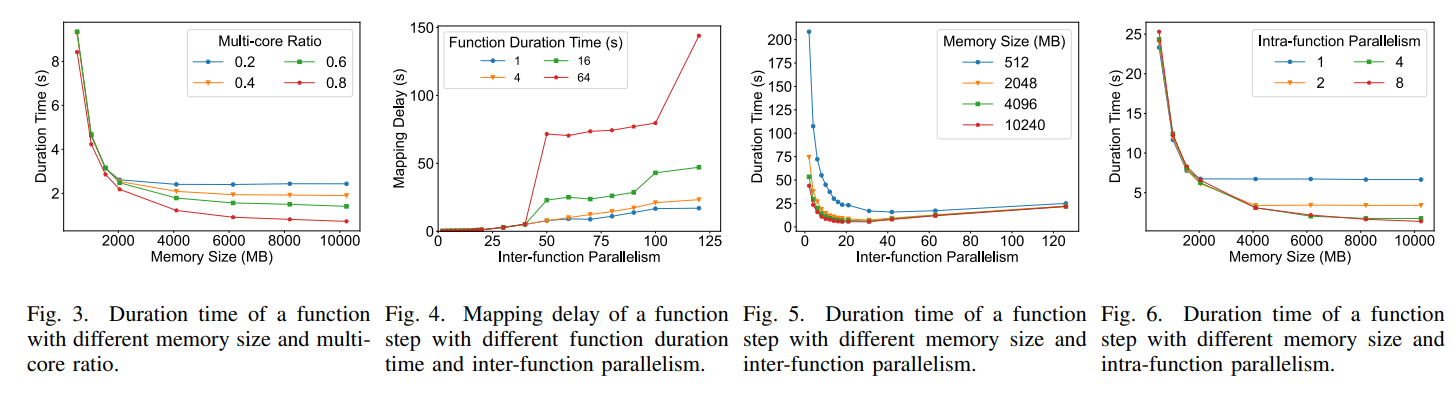 Multi-core Ratio
0.2 0.6
0.4 0.8
Duration Time (s)
8
6
4
2
2000 4000 6000 8000 10000
Memory Size (MB)
Function Duration Time (s)
1 16
4 64
Mapping Delay (s)
150
100
50
0
0 25 50 75 100 125
Inter-function Parallelism
Memory Size (MB)
512
2048
4096
10240
Duration Time (s)
200
175
150
125
100
75
50
25
0
0 20 40 60 80 100 120
Inter-function Parallelism
Intra-function Parallelism
1 4
2 8
Duration Time (s)
25
20
15
10
5
2000 4000 6000 8000 10000
Memory Size (MB)
Fig. 3. Duration time of a function
with different memory size and multi-
core ratio.
Fig. 4. Mapping delay of a function
step with different function duration
time and inter-function parallelism.
Fig. 5. Duration time of a function
step with different memory size and
inter-function parallelism.
Fig. 6. Duration time of a function
step with different memory size and
intra-function parallelism.